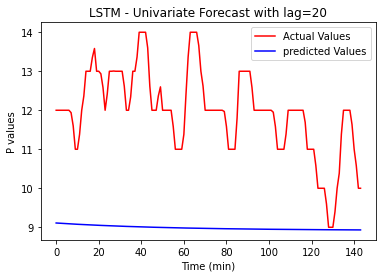 LSTM - Univariate Forecast with lag=20
Actual Values
predicted Values
14
13
12
11
10
9
P values
0 20 40 60 80 100 120 140
Time (min)